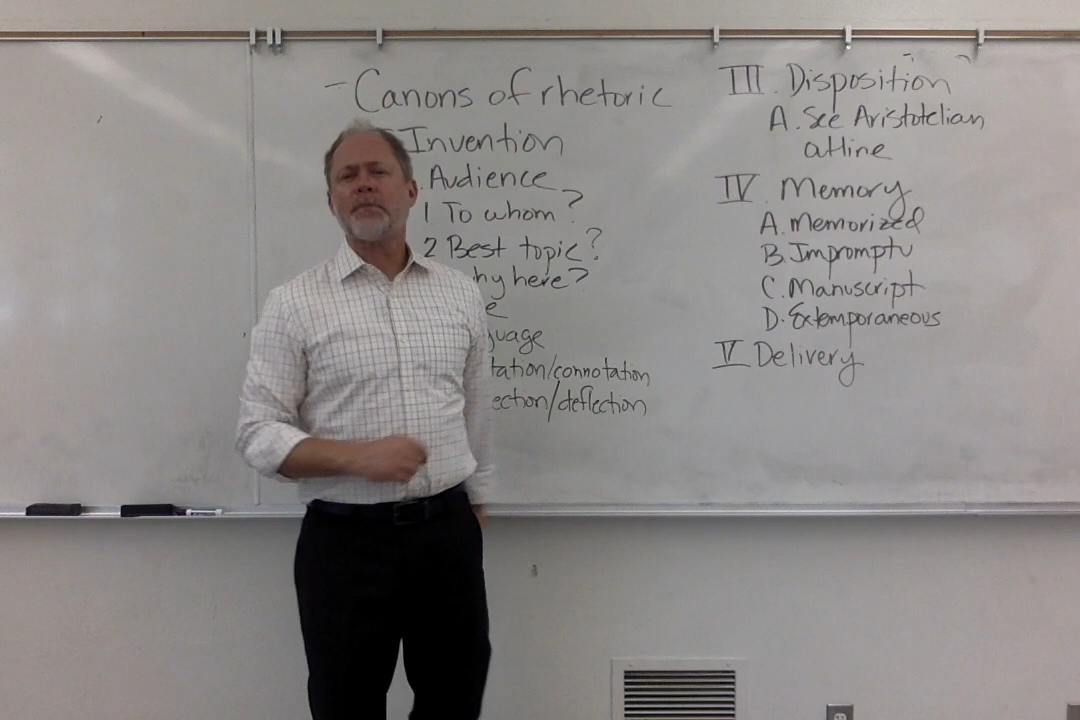 - Canons of rhetoric
Invention
. Audience
1 To whom?
2 Best topic?
hy here?
e
guage
tation/connotation
ection/deflection
III. Disposition
A. See Aristotelian
outline
IV. Memory
A. Memorized
B. Impromptu
C. Manuscript
D. Extemporaneous
V Delivery